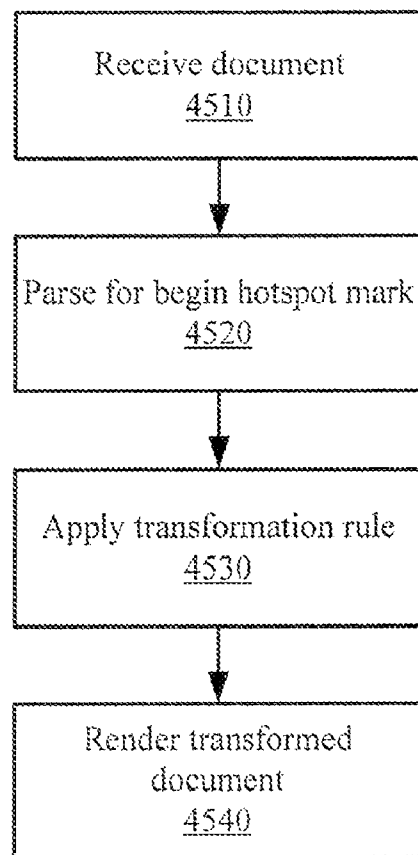 Receive document
4510
Parse for begin hotspot mark
4520
Apply transformation rule
4530
Render transformed
document
4540